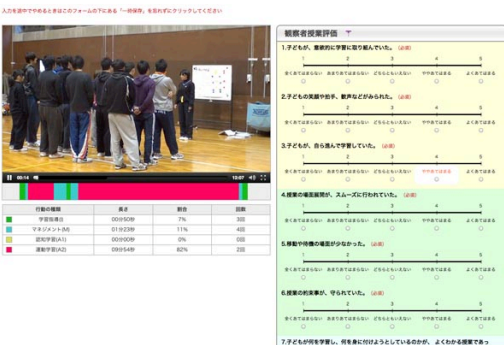 入力を途中でやめるときはこのフォームの下にある「一時保存」を忘れずにクリックしてください
00:14
10:07
行動の種類 長さ 割合 回数
学習指導(I) 00分50秒 7% 3回
マネジメント(M) 01分23秒 11% 4回
認知学習(A1) 00分00秒 0% 0回
運動学習(A2) 09分54秒 82% 2回
観察者授業評価
1.子どもが、意欲的に学習に取り組んでいた。 (必須)
1 2 3 4 5
全くあてはまらない あまりあてはまらない どちらともいえない ややあてはまる よくあてはまる
2.子どもの笑顔や拍手、歓声などがみられた。 (必須)
1 2 3 4 5
全くあてはまらない あまりあてはまらない どちらともいえない ややあてはまる よくあてはまる
3.子どもが、自ら進んで学習していた。 (必須)
1 2 3 4 5
全くあてはまらない あまりあてはまらない どちらともいえない ややあてはまる よくあてはまる
4.授業の場面展開が、スムーズに行われていた。 (必須)
1 2 3 4 5
全くあてはまらない あまりあてはまらない どちらともいえない ややあてはまる よくあてはまる
5.移動や待機の場面が少なかった。 (必須)
1 2 3 4 5
全くあてはまらない あまりあてはまらない どちらともいえない ややあてはまる よくあてはまる
6.授業の約束事が、守られていた。 (必須)
1 2 3 4 5
全くあてはまらない あまりあてはまらない どちらともいえない ややあてはまる よくあてはまる
7.子どもが何を学習し、何を身に付けようとしているのかが、 よくわかる授業であっ